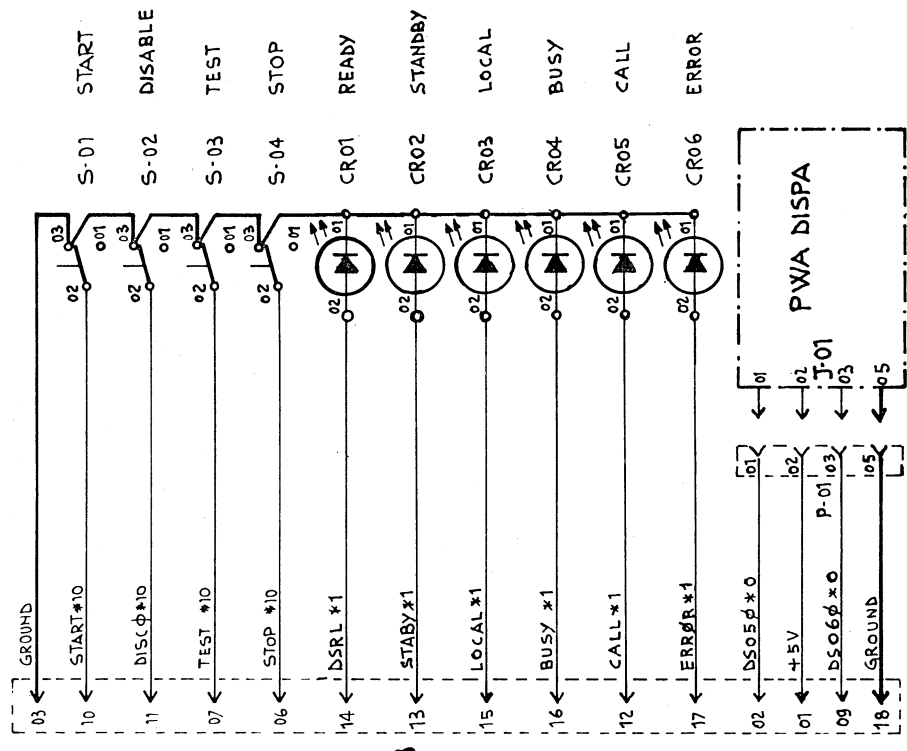 START
DISABLE
TEST
STOP
READY
STANDBY
LOCAL
BUSY
CALL
ERROR
S-01
S-02
S-03
S-04
CR01
CR02
CR03
CR04
CR05
CR06
03
01
02
03
01
02
03
01
02
03
01
02
01
02
01
02
01
02
01
02
01
02
01
02
PWA DISPA
J-01
01
02
03
05
01
02
03
05
P-01
GROUND
START*10
DISCϕ*10
TEST *10
STOP *10
DSRL *1
STABY*1
LOCAL*1
BUSY *1
CALL*1
ERRØR*1
DS05ϕ*0
+5V
DS06ϕ*0
GROUND
03
10
11
07
06
14
13
15
16
12
17
02
01
09
18